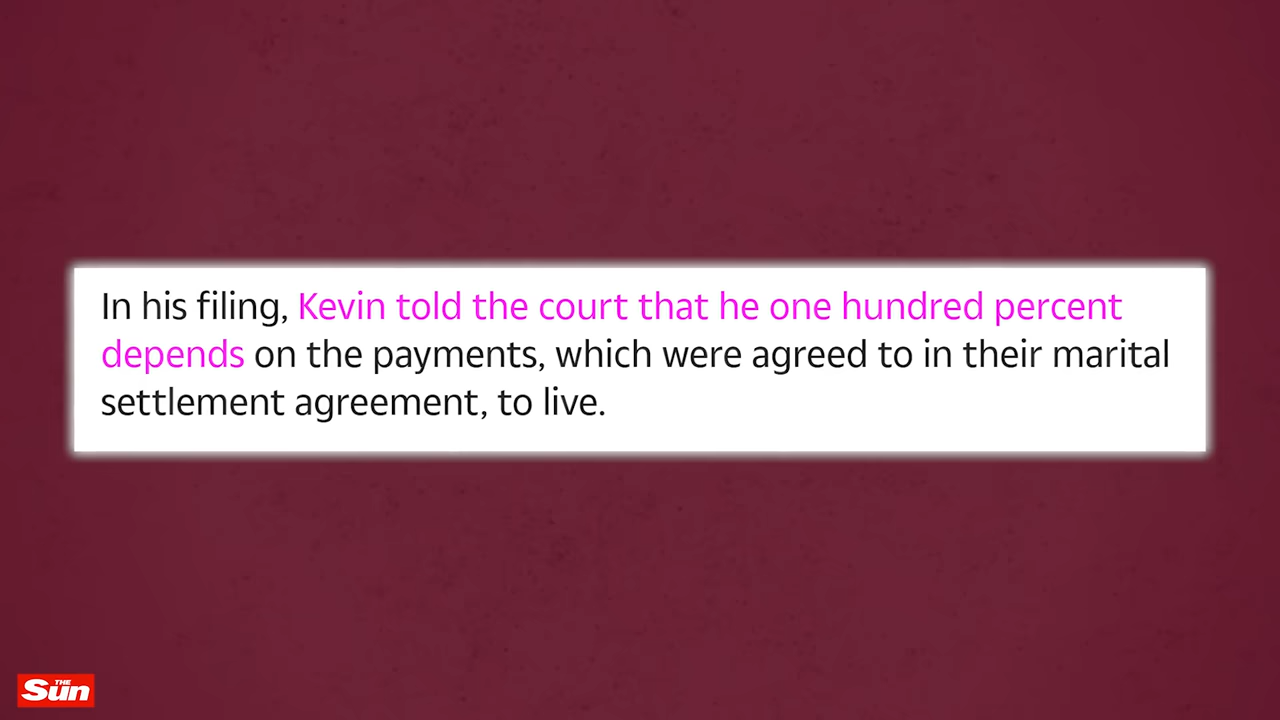 In his filing, Kevin told the court that he one hundred percent
depends on the payments, which were agreed to in their marital
settlement agreement, to live.
THE
Sun